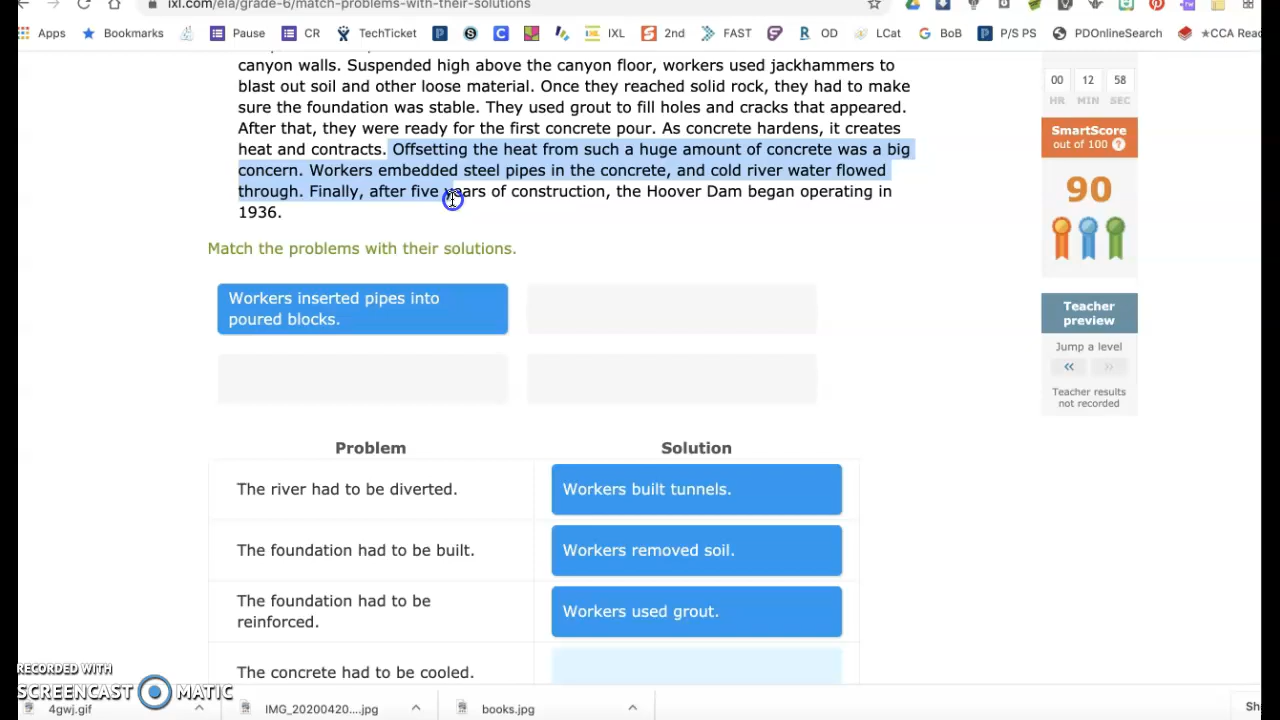 ixl.com/ela/grade-6/match-problems-with-their-solutions
Apps Bookmarks Pause CR TechTicket IXL 2nd FAST OD LCat BoB P/S PS PDOnlineSearch ★CCA Rea
canyon walls. Suspended high above the canyon floor, workers used jackhammers to
blast out soil and other loose material. Once they reached solid rock, they had to make
sure the foundation was stable. They used grout to fill holes and cracks that appeared.
After that, they were ready for the first concrete pour. As concrete hardens, it creates
heat and contracts. Offsetting the heat from such a huge amount of concrete was a big
concern. Workers embedded steel pipes in the concrete, and cold river water flowed
through. Finally, after five years of construction, the Hoover Dam began operating in
1936.
Match the problems with their solutions.
Workers inserted pipes into
poured blocks.
Problem Solution
The river had to be diverted. Workers built tunnels.
The foundation had to be built. Workers removed soil.
The foundation had to be
reinforced. Workers used grout.
The concrete had to be cooled.
00 12 58
HR MIN SEC
SmartScore
out of 100 ?
90
Teacher
preview
Jump a level
« »
Teacher results
not recorded
RECORDED WITH
SCREENCAST MATIC
4gwj.gif IMG_20200420....jpg books.jpg Sh